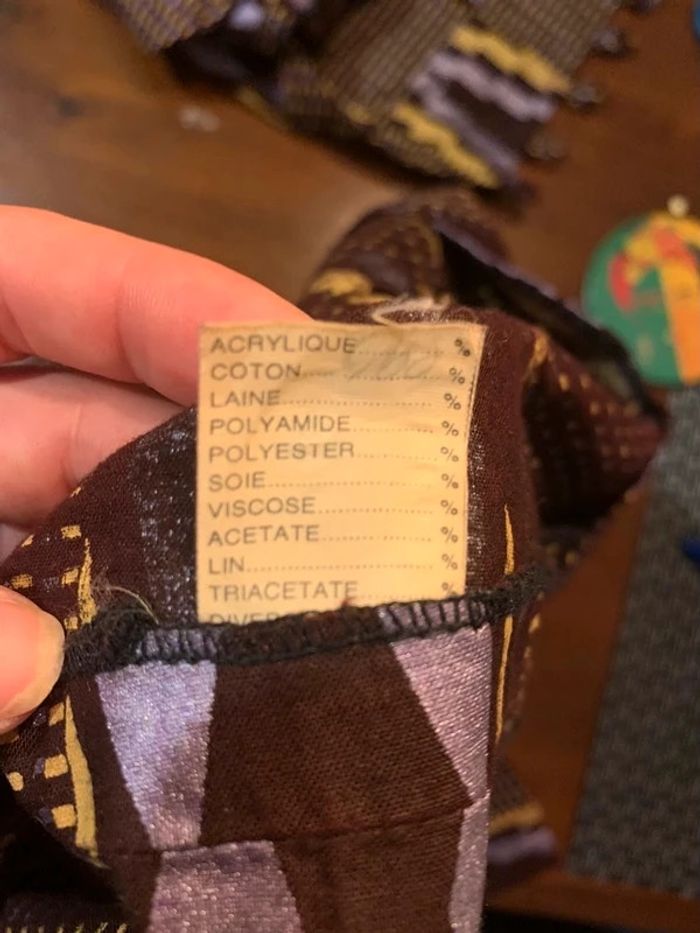 ACRYLIQUE..................%
COTON........................%
LAINE..........................%
POLYAMIDE................%
POLYESTER................%
SOIE............................%
VISCOSE.....................%
ACETATE....................%
LIN...............................%
TRIACETATE...............%